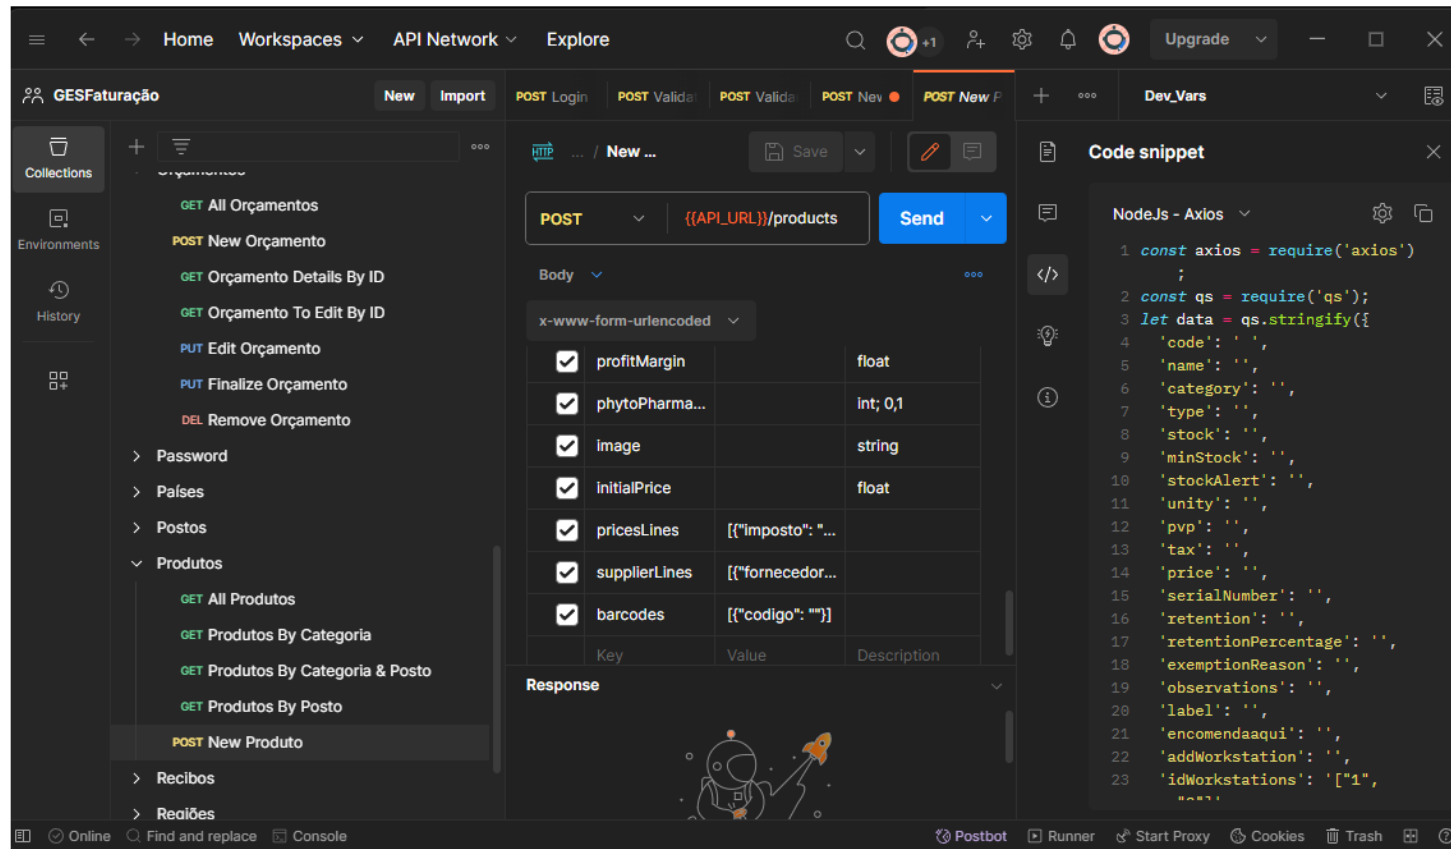 Home Workspaces API Network Explore +1 Upgrade
GESFaturação New Import
POST Login POST Valida POST Valida POST Nev POST New P Dev_Vars
Collections
Environments
History
GET All Orçamentos
POST New Orçamento
GET Orçamento Details By ID
GET Orçamento To Edit By ID
PUT Edit Orçamento
PUT Finalize Orçamento
DEL Remove Orçamento
Password
Países
Postos
Produtos
GET All Produtos
GET Produtos By Categoria
GET Produtos By Categoria & Posto
GET Produtos By Posto
POST New Produto
Recibos
Regiões
HTTP ... / New ... Save
POST {{API_URL}}/products Send
Body
x-www-form-urlencoded
profitMargin float
phytoPharma... int; 0,1
image string
initialPrice float
pricesLines [{"imposto": "...
supplierLines [{"fornecedor...
barcodes [{"codigo": ""}]
Key Value Description
Response
Code snippet
NodeJs - Axios
1 const axios = require('axios')
;
2 const qs = require('qs');
3 let data = qs.stringify({
4 'code': ' ',
5 'name': '',
6 'category': '',
7 'type': '',
8 'stock': '',
9 'minStock': '',
10 'stockAlert': '',
11 'unity': '',
12 'pvp': '',
13 'tax': '',
14 'price': '',
15 'serialNumber': '',
16 'retention': '',
17 'retentionPercentage': '',
18 'exemptionReason': '',
19 'observations': '',
20 'label': '',
21 'encomendaaqui': '',
22 'addWorkstation': '',
23 'idWorkstations': '["1",
Online Find and replace Console Postbot Runner Start Proxy Cookies Trash